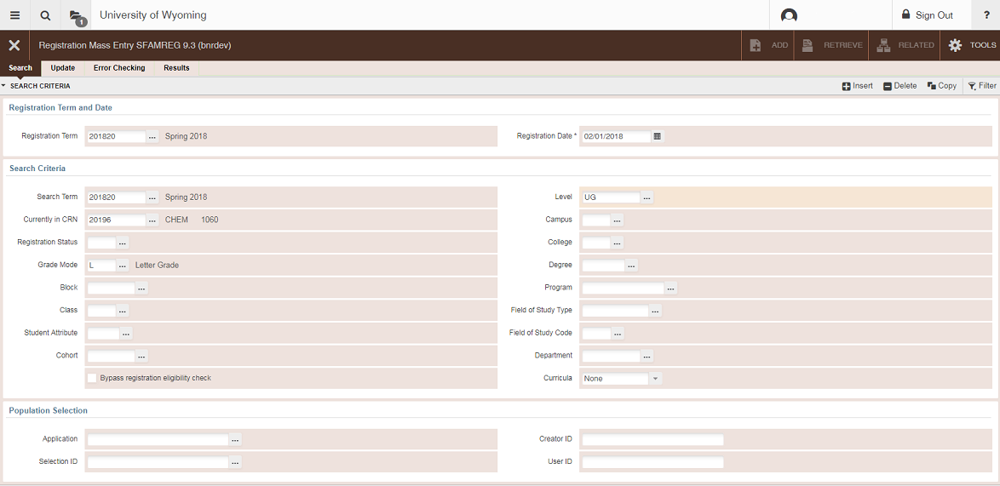 1 University of Wyoming Sign Out ?
Registration Mass Entry SFAMREG 9.3 (bnrdev) ADD RETRIEVE RELATED TOOLS
Search Update Error Checking Results
SEARCH CRITERIA Insert Delete Copy Filter
Registration Term and Date
Registration Term 201820 ... Spring 2018 Registration Date * 02/01/2018
Search Criteria
Search Term 201820 ... Spring 2018 Level UG ...
Currently in CRN 20196 ... CHEM 1060 Campus ...
Registration Status ... College ...
Grade Mode L ... Letter Grade Degree ...
Block ... Program ...
Class ... Field of Study Type ...
Student Attribute ... Field of Study Code ...
Cohort ... Department ...
Bypass registration eligibility check Curricula None
Population Selection
Application ... Creator ID
Selection ID ... User ID